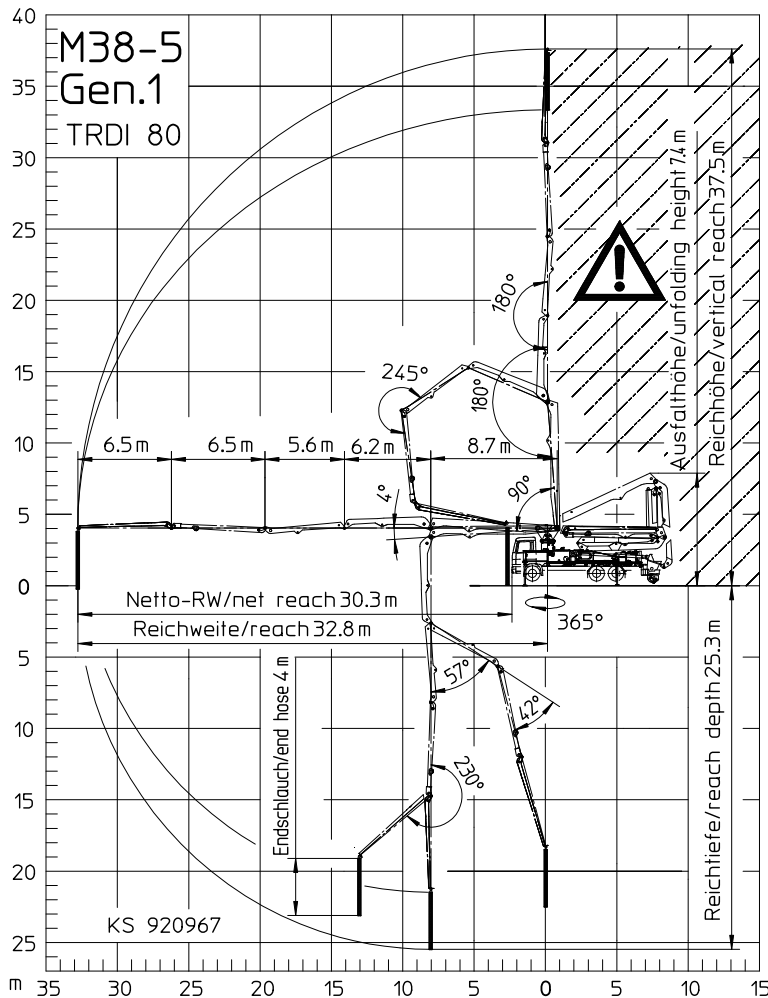 40
M38-5
Gen.1
TRDI 80
35
30
25
20
15
10
5
0
5
10
15
20
25
m
Ausfalthöhe/unfolding height 7.4 m
Reichhöhe/vertical reach 37.5 m
180°
245°
180°
6.5 m
6.5 m
5.6 m
6.2 m
8.7 m
4°
90°
Netto-RW/net reach 30.3 m
365°
Reichweite/reach 32.8 m
Endschlauch/end hose 4 m
57°
42°
230°
Reichtiefe/reach depth 25.3 m
KS 920967
35 30 25 20 15 10 5 0 5 10 15